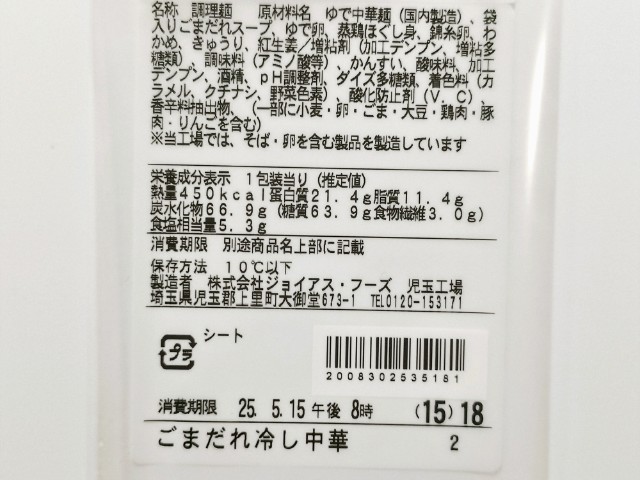 名称 調理麺 原材料名 ゆで中華麺(国内製造)、袋
入りごまだれスープ、ゆで卵、蒸鶏ほぐし身、錦糸卵、わ
かめ、きゅうり、紅生姜/増粘剤(加工デンプン、増粘多
糖類)、調味料(アミノ酸等)、かんすい、酸味料、加工
デンプン、酒精、pH調整剤、ダイズ多糖類、着色料(カ
ラメル、クチナシ、野菜色素)、酸化防止剤(V.C)、
香辛料抽出物、(一部に小麦・卵・ごま・大豆・鶏肉・豚
肉・りんごを含む)
※当工場では、そば・卵を含む製品を製造しています
栄養成分表示 1包装当り(推定値)
熱量450kcal蛋白質21.4g脂質11.4g
炭水化物66.9g(糖質63.9g食物繊維3.0g)
食塩相当量5.3g
消費期限 別途商品名上部に記載
保存方法 10℃以下
製造者 株式会社ジョイアス・フーズ 児玉工場
埼玉県児玉郡上里町大御堂673-1 TEL0120-153171
プラ シート
2008302535181
消費期限 25. 5.15午後 8時 (15)18
ごまだれ冷し中華 2